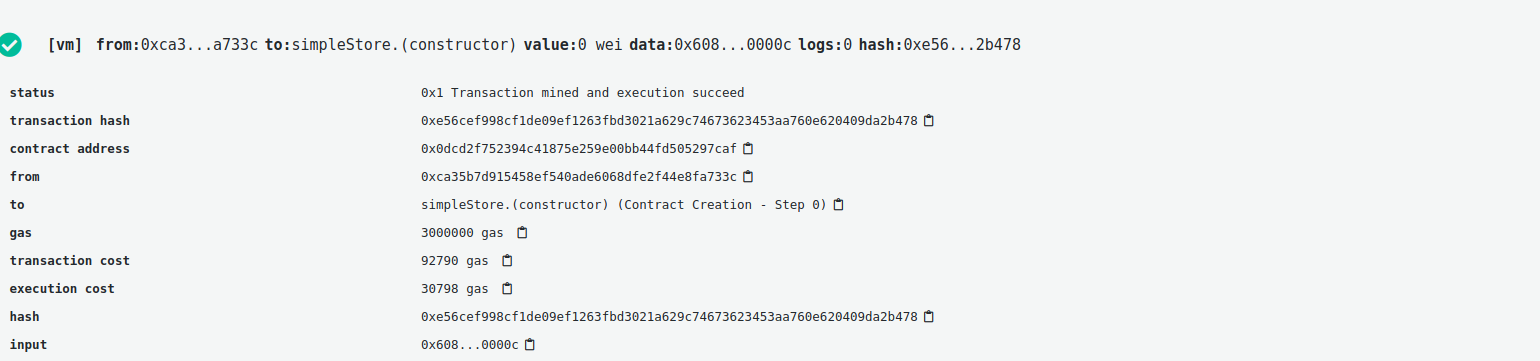 [vm] from:0xca3...a733c to:simpleStore.(constructor) value:0 wei data:0x608...0000c logs:0 hash:0xe56...2b478
status 0x1 Transaction mined and execution succeed
transaction hash 0xe56cef998cf1de09ef1263fbd3021a629c74673623453aa760e620409da2b478
contract address 0x0dcd2f752394c41875e259e00bb44fd505297caf
from 0xca35b7d915458ef540ade6068dfe2f44e8fa733c
to simpleStore.(constructor) (Contract Creation - Step 0)
gas 3000000 gas
transaction cost 92790 gas
execution cost 30798 gas
hash 0xe56cef998cf1de09ef1263fbd3021a629c74673623453aa760e620409da2b478
input 0x608...0000c